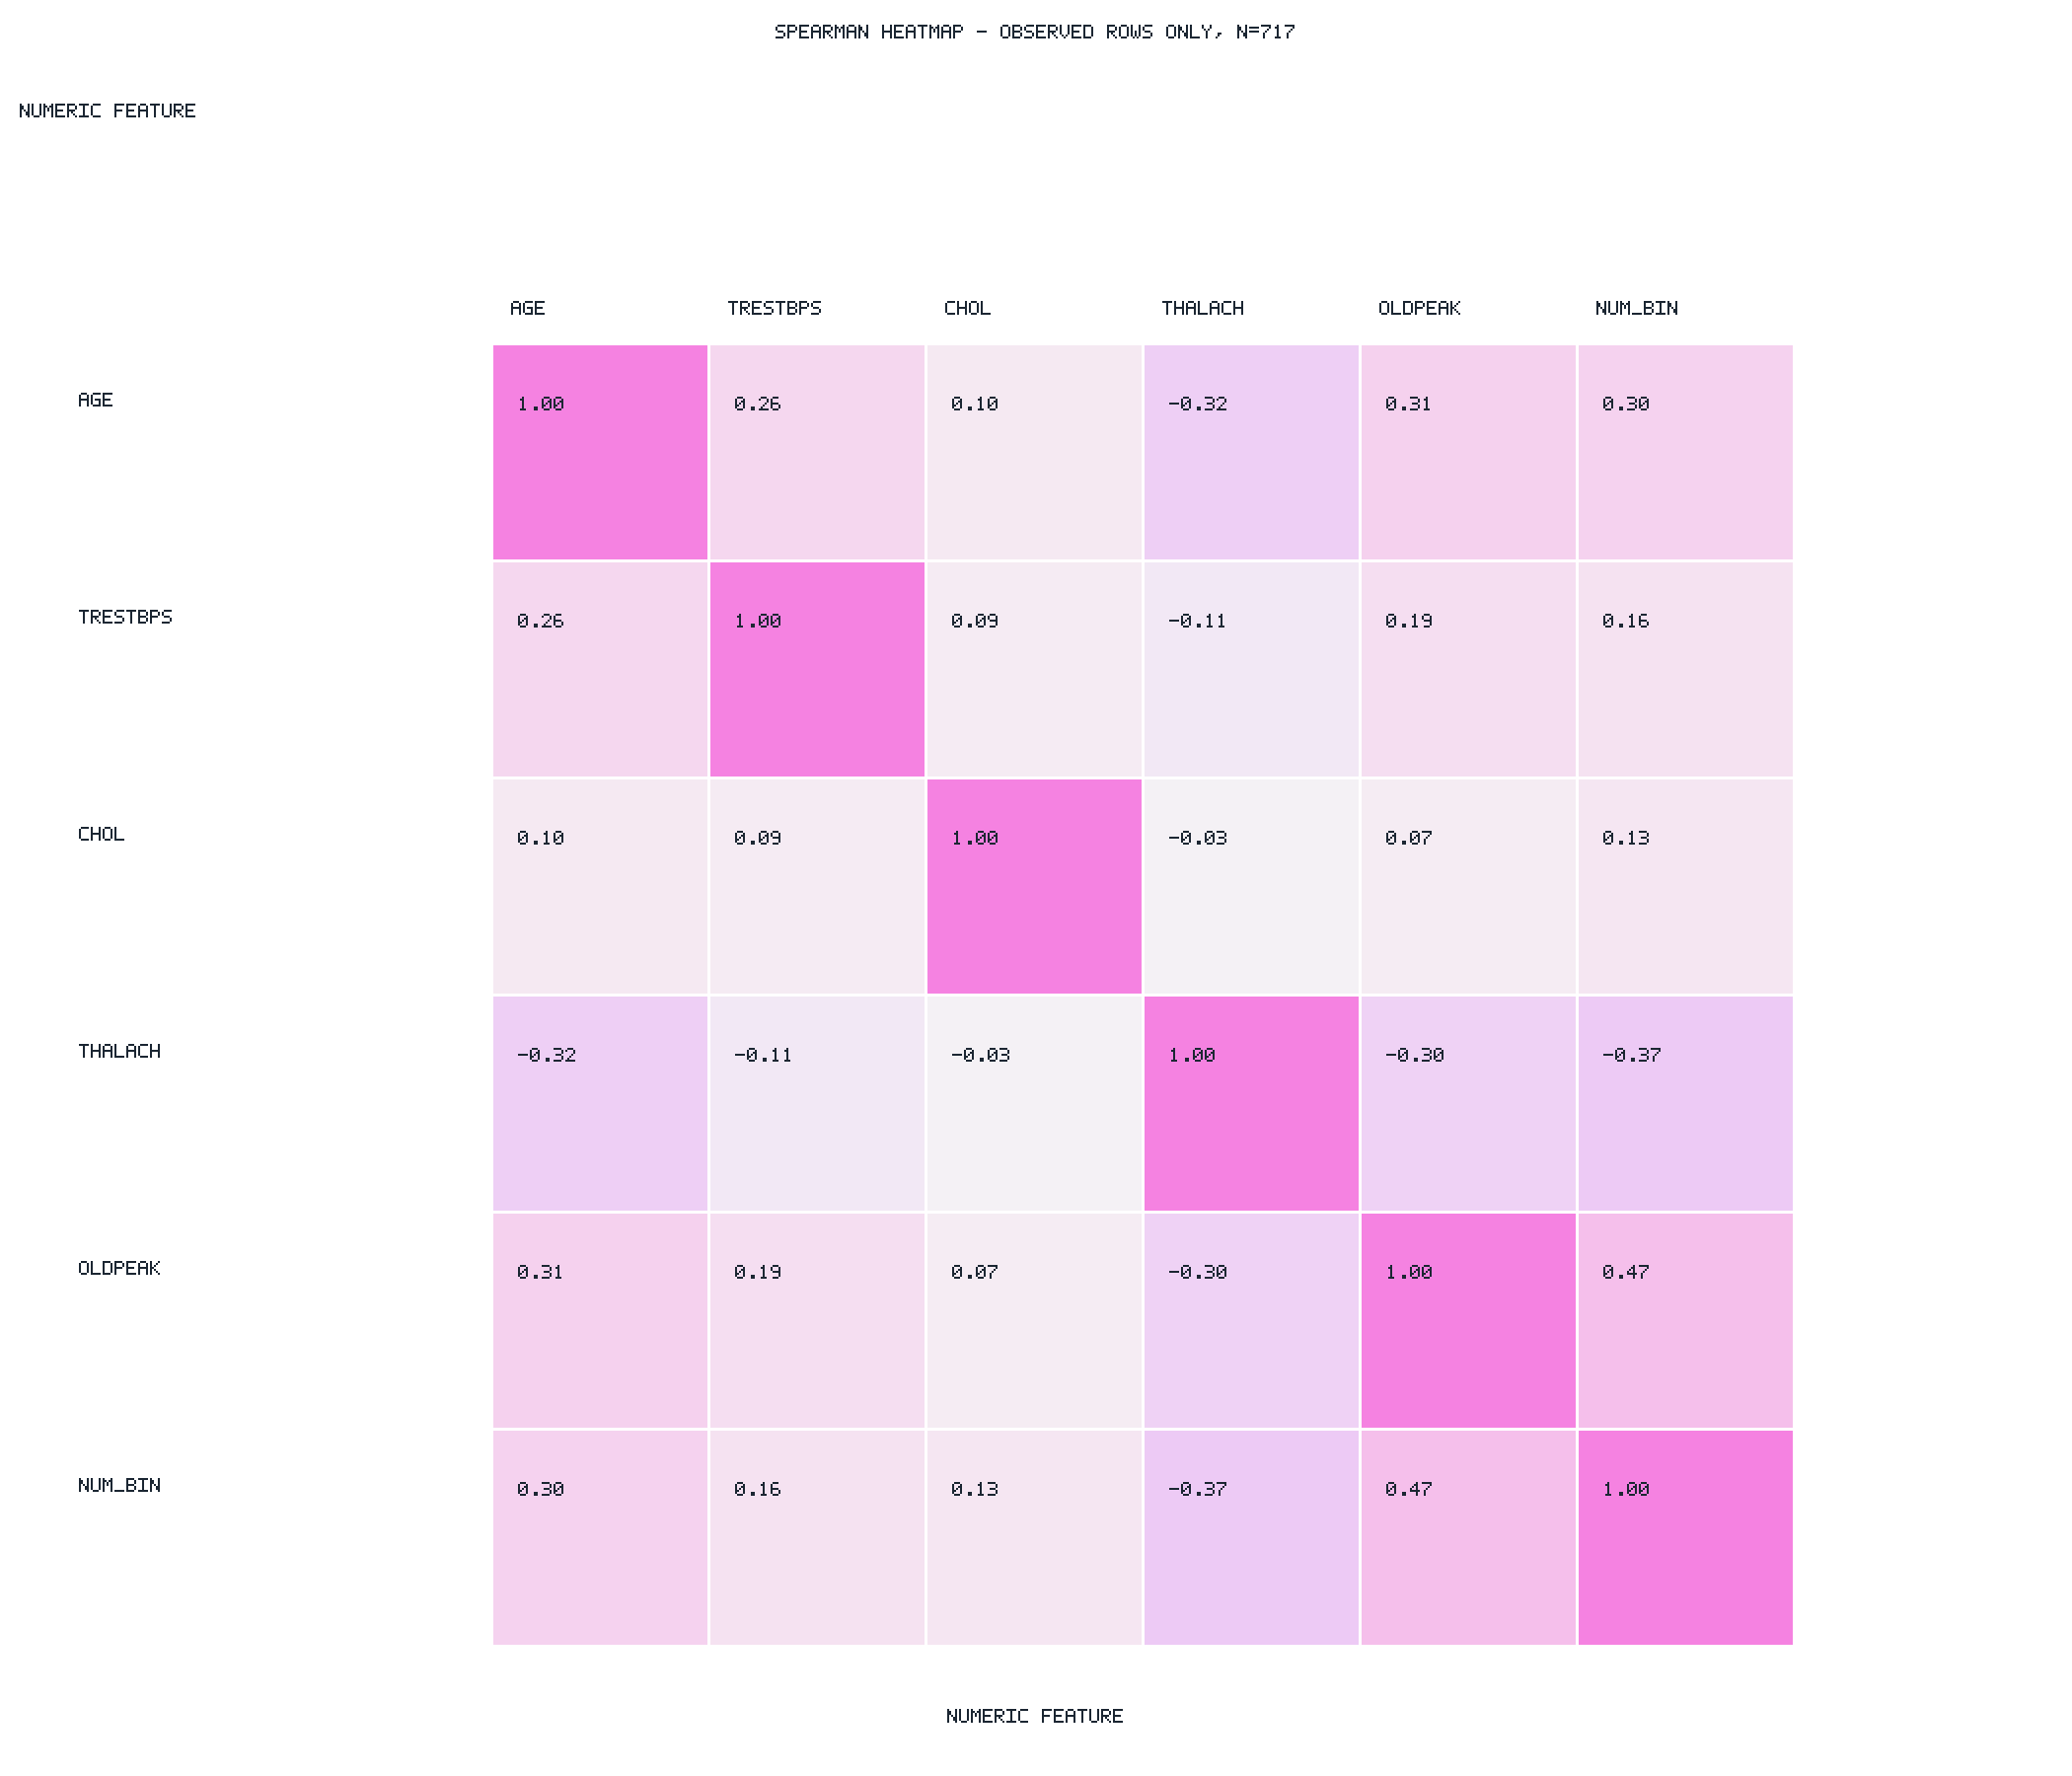 SPEARMAN HEATMAP - OBSERVED ROWS ONLY, N=717
NUMERIC FEATURE
AGE TRESTBPS CHOL THALACH OLDPEAK NUM_BIN
AGE 1.00 0.26 0.10 -0.32 0.31 0.30
TRESTBPS 0.26 1.00 0.09 -0.11 0.19 0.16
CHOL 0.10 0.09 1.00 -0.03 0.07 0.13
THALACH -0.32 -0.11 -0.03 1.00 -0.30 -0.37
OLDPEAK 0.31 0.19 0.07 -0.30 1.00 0.47
NUM_BIN 0.30 0.16 0.13 -0.37 0.47 1.00
NUMERIC FEATURE